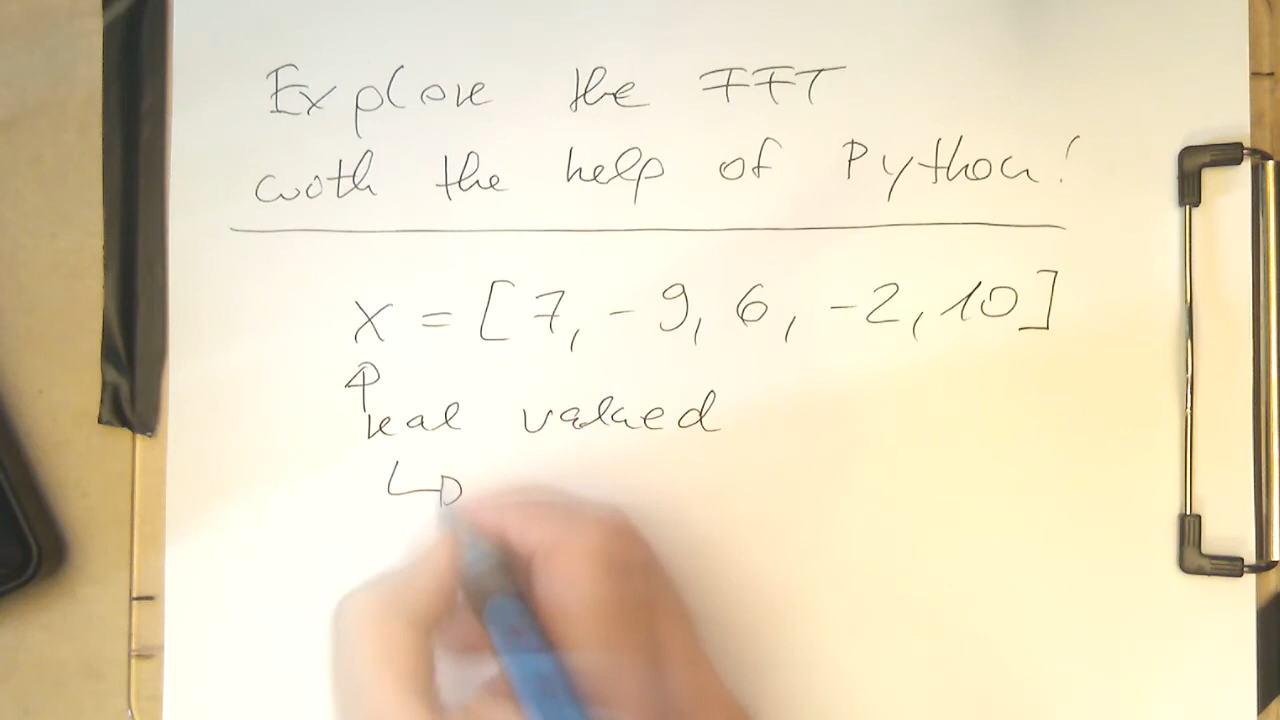 Explore the FFT
with the help of Python!
x = [7, -9, 6, -2, 10]
real valued